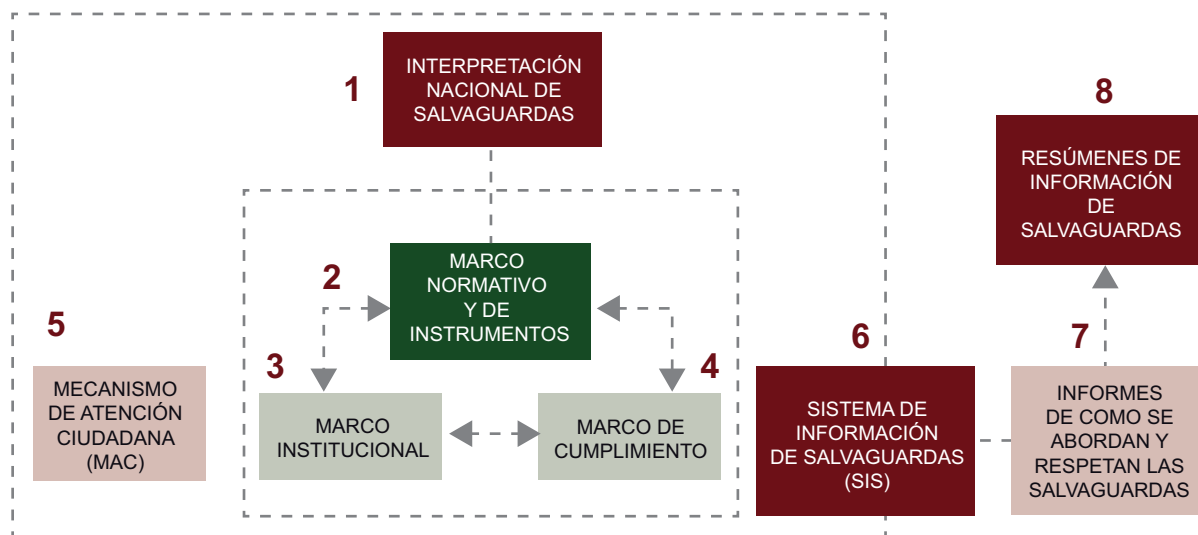 1
INTERPRETACIÓN
NACIONAL DE
SALVAGUARDAS
2
MARCO
NORMATIVO
Y DE
INSTRUMENTOS
3
MARCO
INSTITUCIONAL
4
MARCO DE
CUMPLIMIENTO
5
MECANISMO
DE ATENCIÓN
CIUDADANA
(MAC)
6
SISTEMA DE
INFORMACIÓN
DE SALVAGUARDAS
(SIS)
7
INFORMES
DE COMO SE
ABORDAN Y
RESPETAN LAS
SALVAGUARDAS
8
RESÚMENES DE
INFORMACIÓN
DE
SALVAGUARDAS